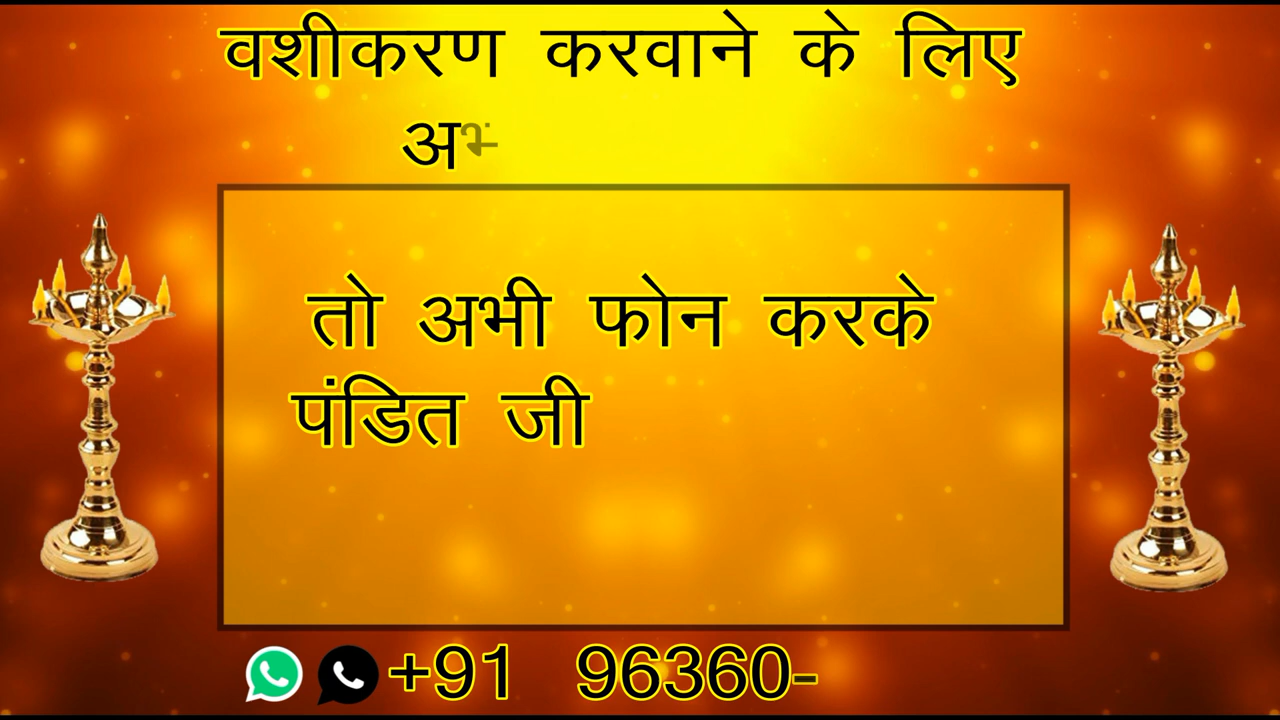 वशीकरण करवाने के लिए
तो अभी फोन करके
पंडित जी
+91 96360-